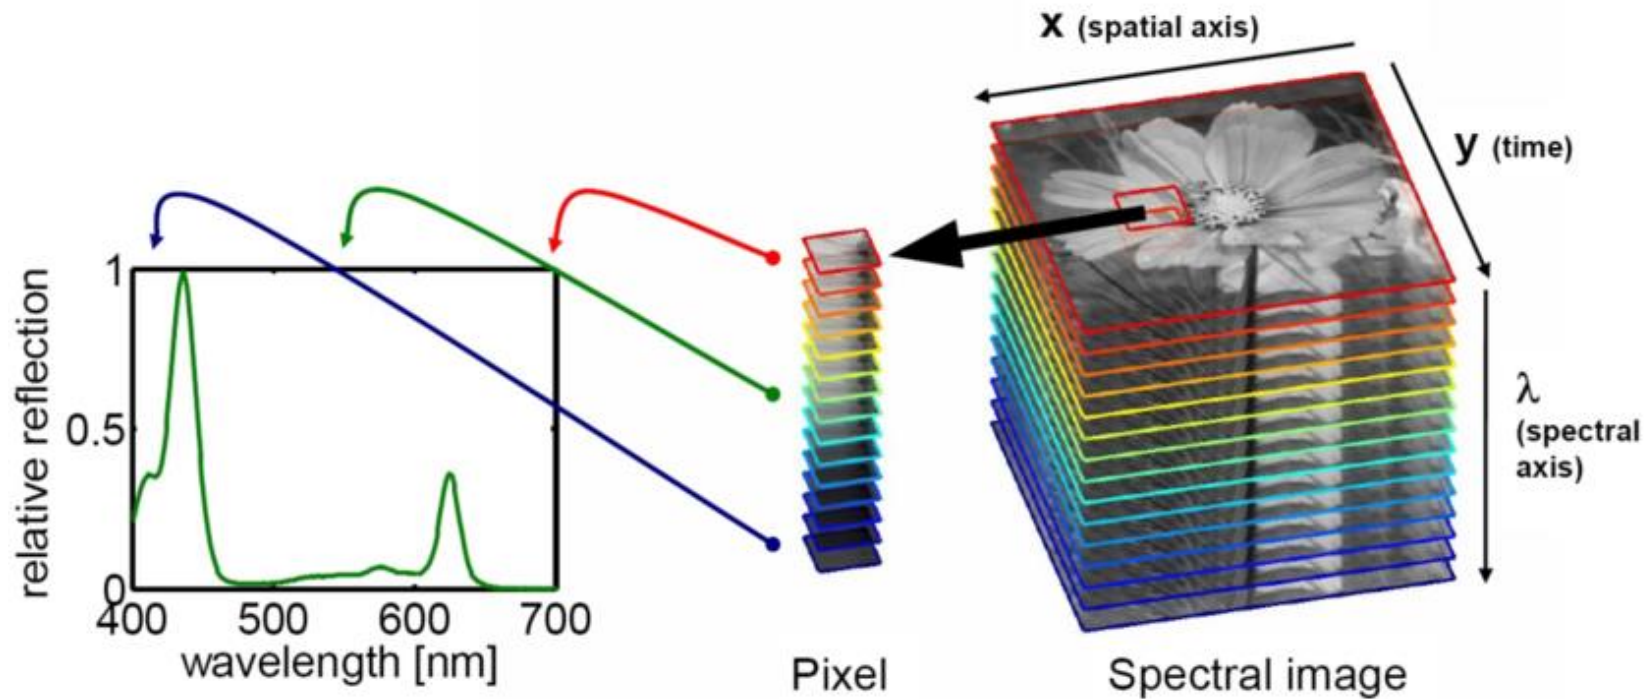 x (spatial axis)
y (time)
λ
(spectral
axis)
relative reflection
1
0.5
0
400 500 600 700
wavelength [nm]
Pixel
Spectral image